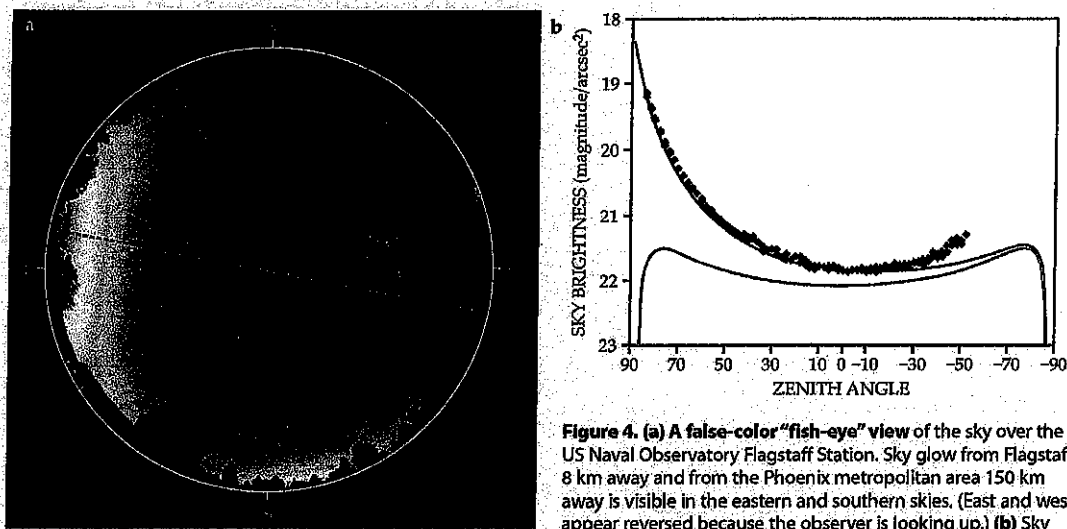 a
b
SKY BRIGHTNESS (magnitude/arcsec²)
18
19
20
21
22
23
90 70 50 30 10 0 -10 -30 -50 -70 -90
ZENITH ANGLE
Figure 4. (a) A false-color "fish-eye" view of the sky over the
US Naval Observatory Flagstaff Station. Sky glow from Flagstaf
8 km away and from the Phoenix metropolitan area 150 km
away is visible in the eastern and southern skies. (East and wes
appear reversed because the observer is looking up.) (b) Sky